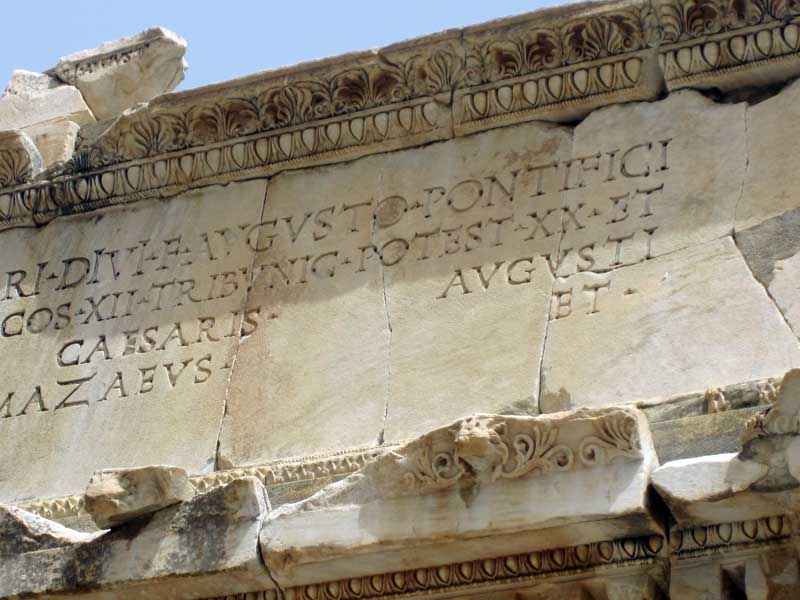 RI·DIVI·F·AVGVSTO·PONTIFICI
COS·XII·TRIBVNIC·POTEST·XX·ET
CAESARIS· AVGVSTI
MAZAEVS· ET·